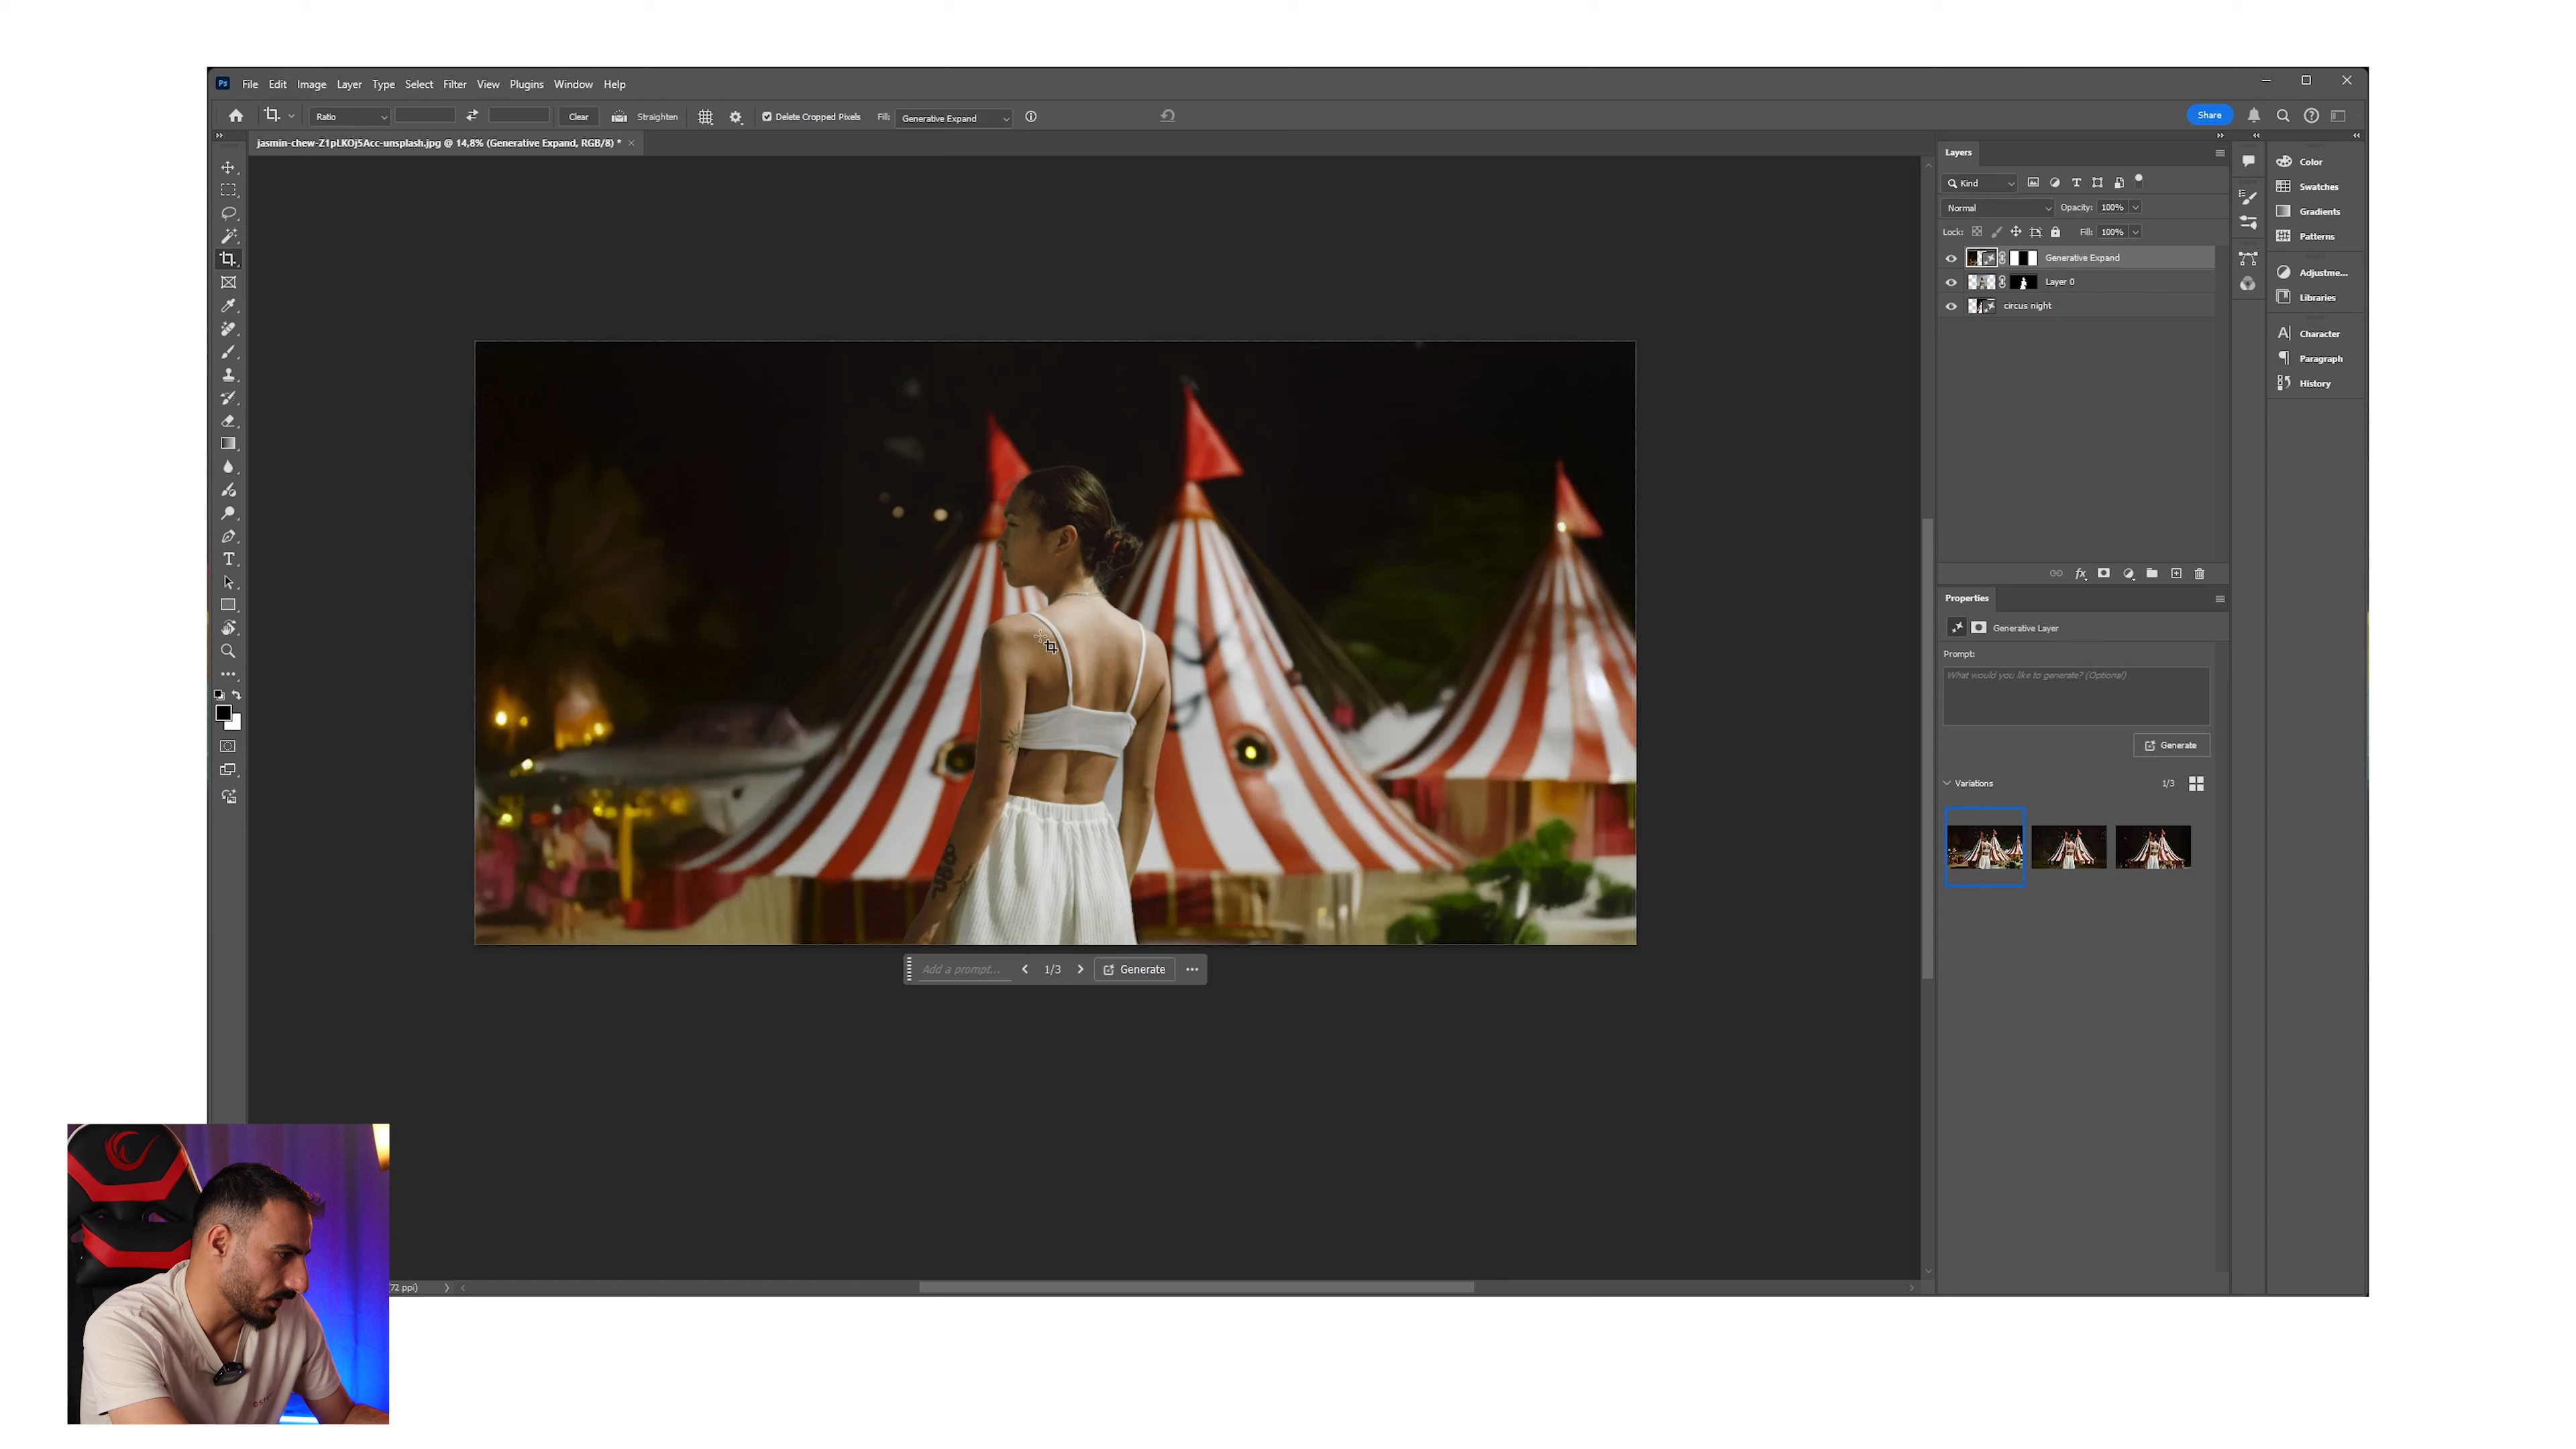 Ps File Edit Image Layer Type Select Filter View Plugins Window Help
Ratio Clear Straighten Delete Cropped Pixels Fill: Generative Expand Share
jasmin-chew-Z1pLKOj5Acc-unsplash.jpg @ 14,8% (Generative Expand, RGB/8) *
Layers
Kind
Normal Opacity: 100%
Lock: Fill: 100%
Generative Expand
Layer 0
circus night
Color
Swatches
Gradients
Patterns
Adjustme...
Libraries
Character
Paragraph
History
Properties
Generative Layer
Prompt:
What would you like to generate? (Optional)
Generate
Variations 1/3
Add a prompt... 1/3 Generate
72 ppi)